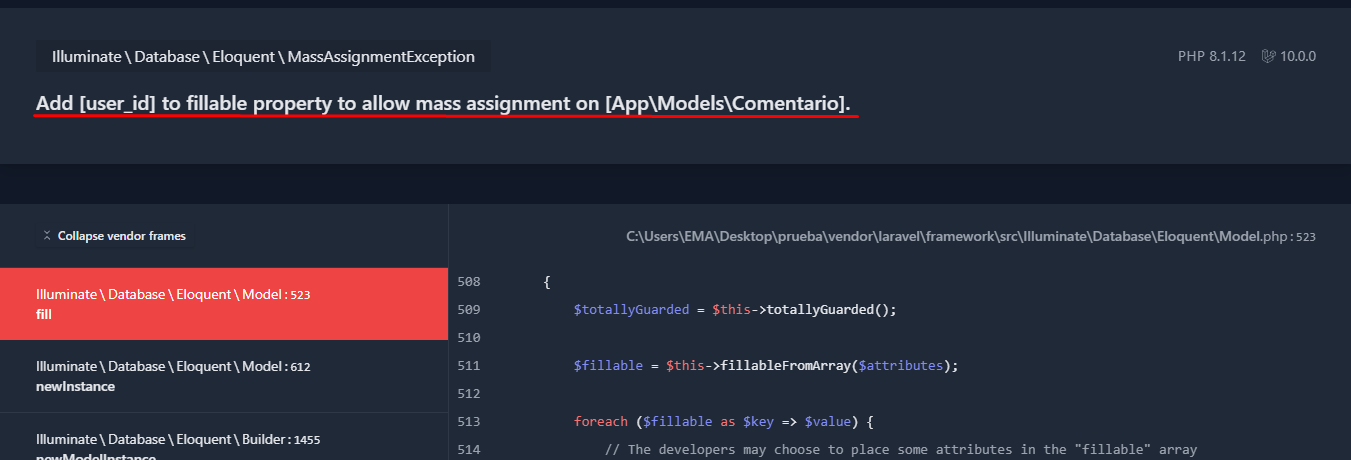 Illuminate\Database\Eloquent\MassAssignmentException
PHP 8.1.12 10.0.0
Add [user_id] to fillable property to allow mass assignment on [App\Models\Comentario].
Collapse vendor frames
C:\Users\EMA\Desktop\prueba\vendor\laravel\framework\src\Illuminate\Database\Eloquent\Model.php:523
Illuminate\Database\Eloquent\Model:523
fill
Illuminate\Database\Eloquent\Model:612
newInstance
Illuminate\Database\Eloquent\Builder:1455
newModelInstance
508 {
509 $totallyGuarded = $this->totallyGuarded();
510
511 $fillable = $this->fillableFromArray($attributes);
512
513 foreach ($fillable as $key => $value) {
514 // The developers may choose to place some attributes in the "fillable" array